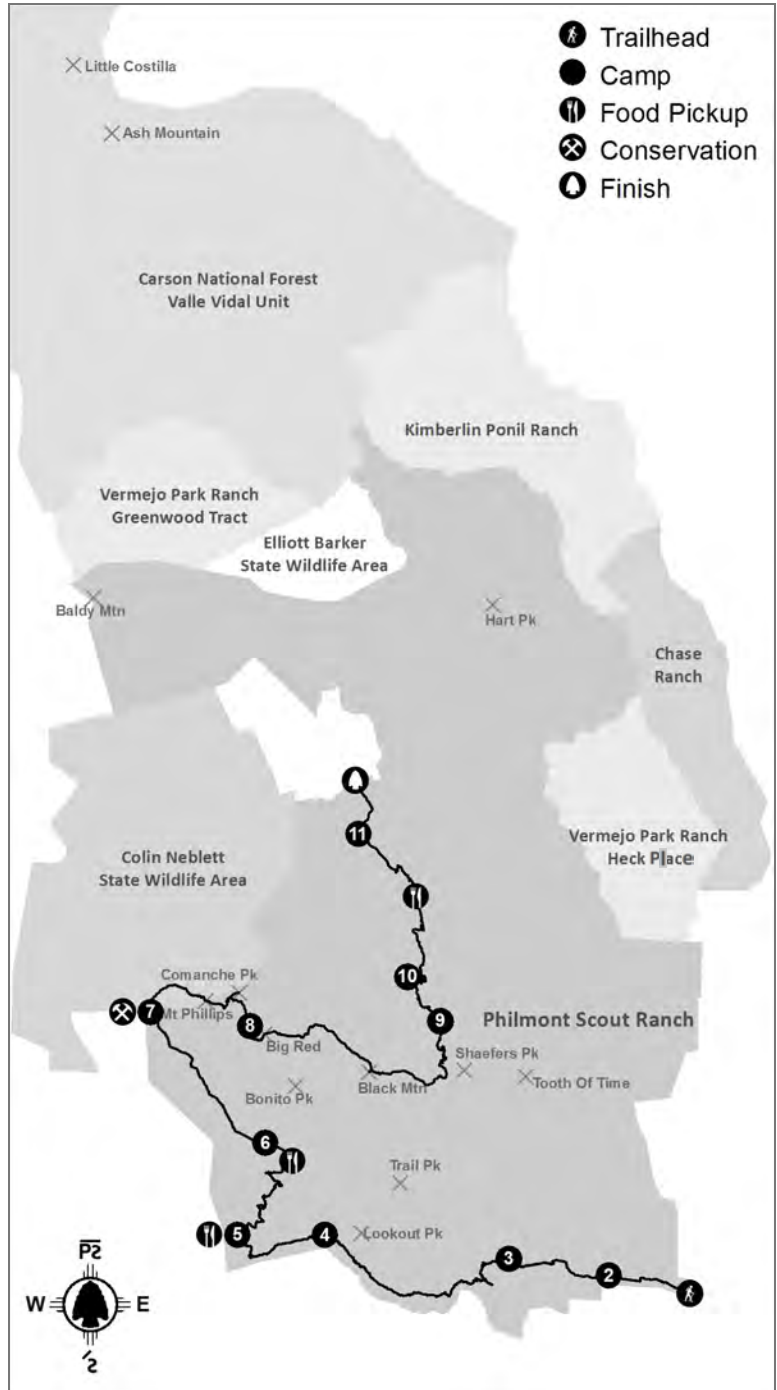 Trailhead
Camp
Food Pickup
Conservation
Finish
Little Costilla
Ash Mountain
Carson National Forest
Valle Vidal Unit
Kimberlin Ponil Ranch
Vermejo Park Ranch
Greenwood Tract
Elliott Barker
State Wildlife Area
Baldy Mtn
Hart Pk
Chase
Ranch
11
Vermejo Park Ranch
Heck Place
Colin Neblett
State Wildlife Area
10
Comanche Pk
7
Mt Phillips
8
9
Philmont Scout Ranch
Big Red
Shaefers Pk
Black Mtn
Tooth Of Time
Bonito Pk
6
Trail Pk
5
4
Lookout Pk
3
2
W
E